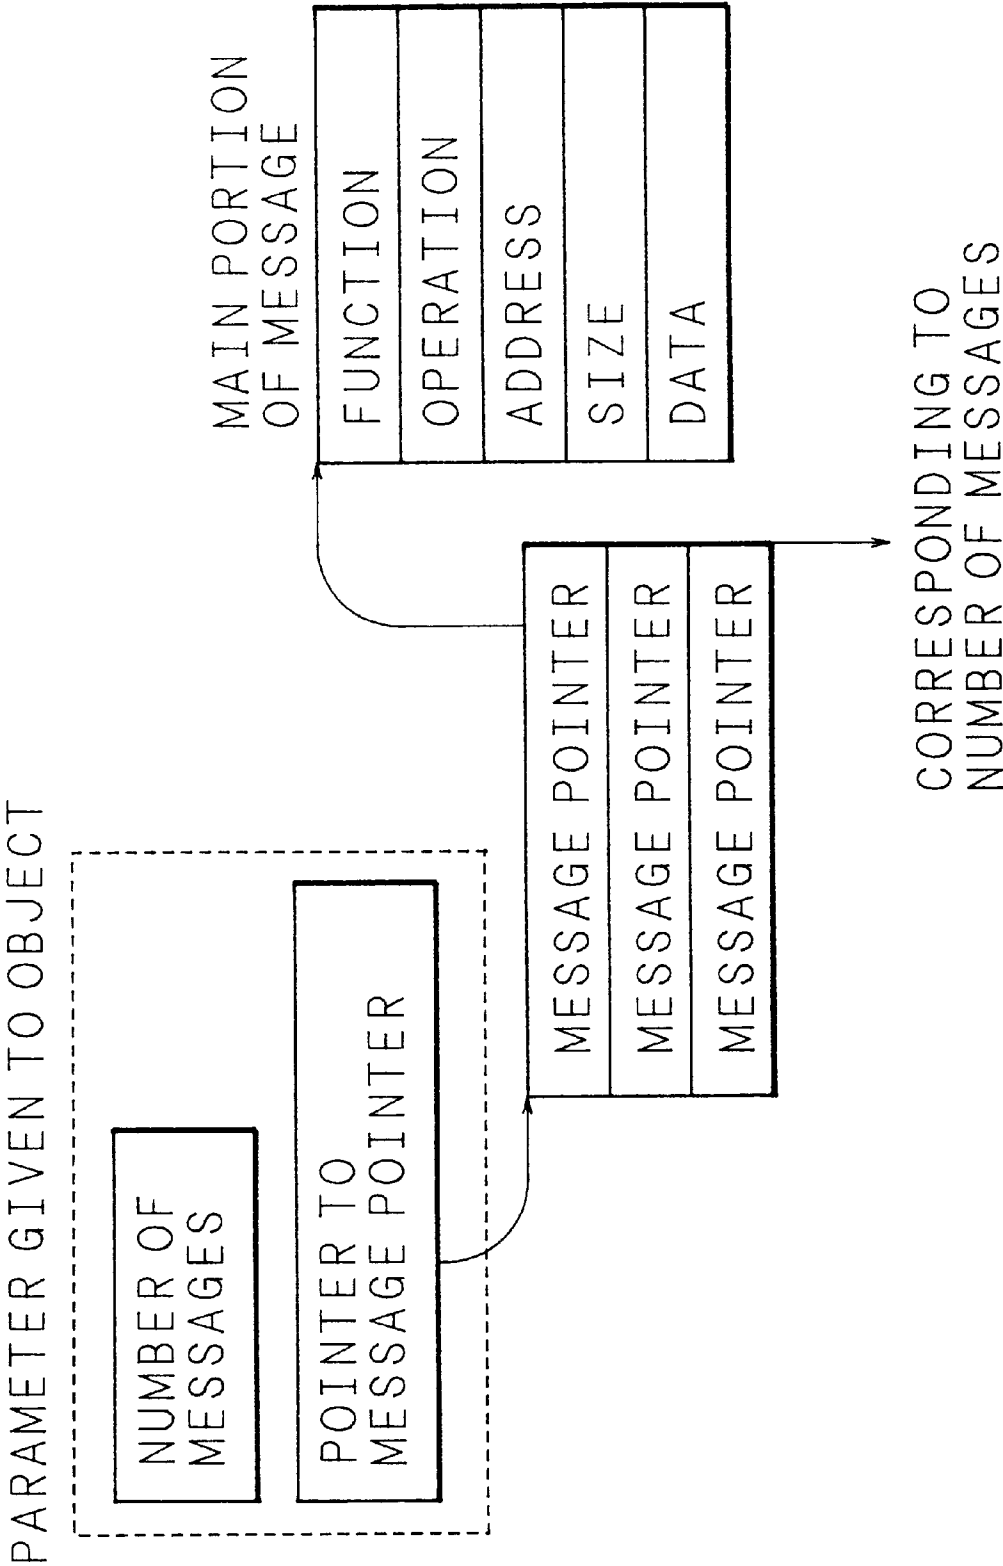 PARAMETER GIVEN TO OBJECT
NUMBER OF
MESSAGES
POINTER TO
MESSAGE POINTER
MESSAGE POINTER
MESSAGE POINTER
MESSAGE POINTER
CORRESPONDING TO
NUMBER OF MESSAGES
MAIN PORTION
OF MESSAGE
FUNCTION
OPERATION
ADDRESS
SIZE
DATA